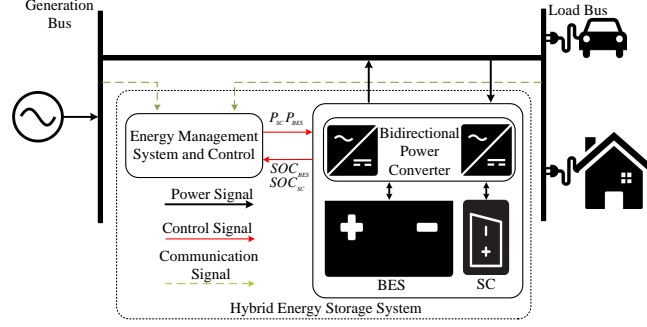 Generation
Bus
Load Bus
Energy Management
System and Control
P_SC P_BES
SOC_BES
SOC_SC
Bidirectional
Power
Converter
Power Signal
Control Signal
Communication
Signal
BES
SC
Hybrid Energy Storage System